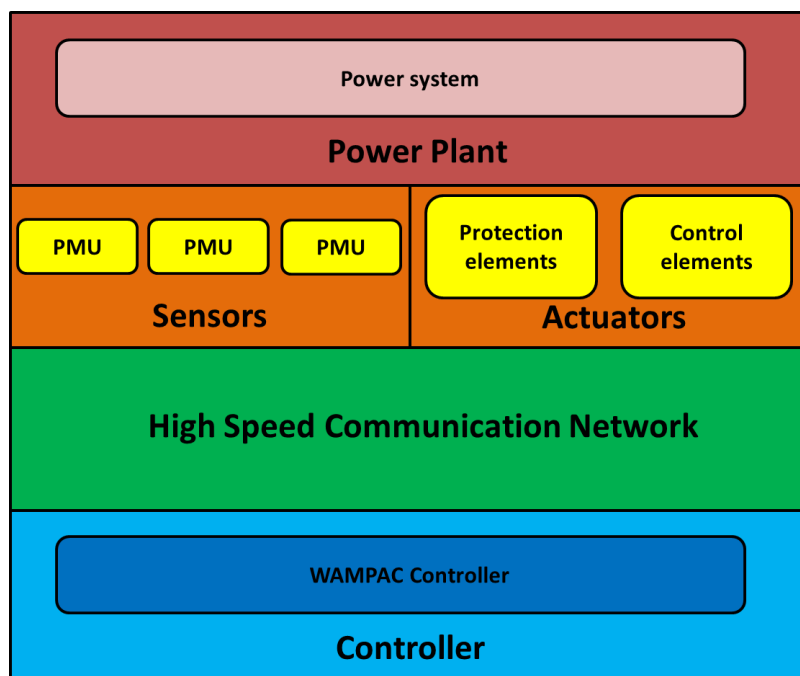 Power system
Power Plant
PMU
PMU
PMU
Sensors
Protection
elements
Control
elements
Actuators
High Speed Communication Network
WAMPAC Controller
Controller